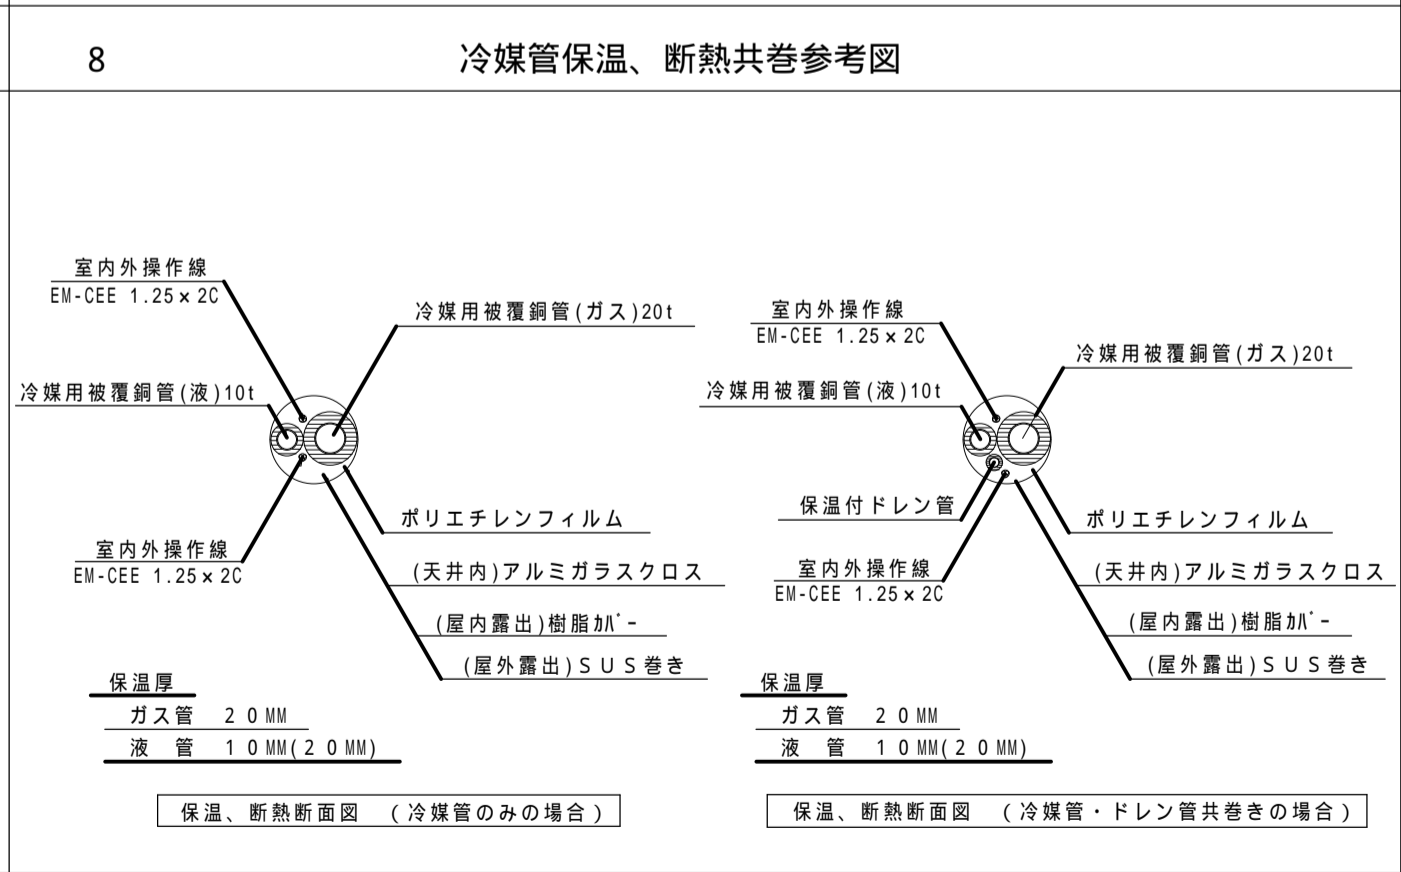 8
冷媒管保温、断熱共巻参考図
室内外操作線
EM-CEE 1.25×2C
冷媒用被覆銅管(ガス)20t
冷媒用被覆銅管(液)10t
ポリエチレンフィルム
室内外操作線
EM-CEE 1.25×2C
(天井内)アルミガラスクロス
(屋内露出)樹脂ｶﾊﾞｰ
(屋外露出)ＳＵＳ巻き
保温厚
ガス管　２０MM
液　管　１０MM(２０MM)
保温、断熱断面図　（冷媒管のみの場合）
室内外操作線
EM-CEE 1.25×2C
冷媒用被覆銅管(ガス)20t
冷媒用被覆銅管(液)10t
保温付ドレン管
ポリエチレンフィルム
室内外操作線
EM-CEE 1.25×2C
(天井内)アルミガラスクロス
(屋内露出)樹脂ｶﾊﾞｰ
(屋外露出)ＳＵＳ巻き
保温厚
ガス管　２０MM
液　管　１０MM(２０MM)
保温、断熱断面図　（冷媒管・ドレン管共巻きの場合）